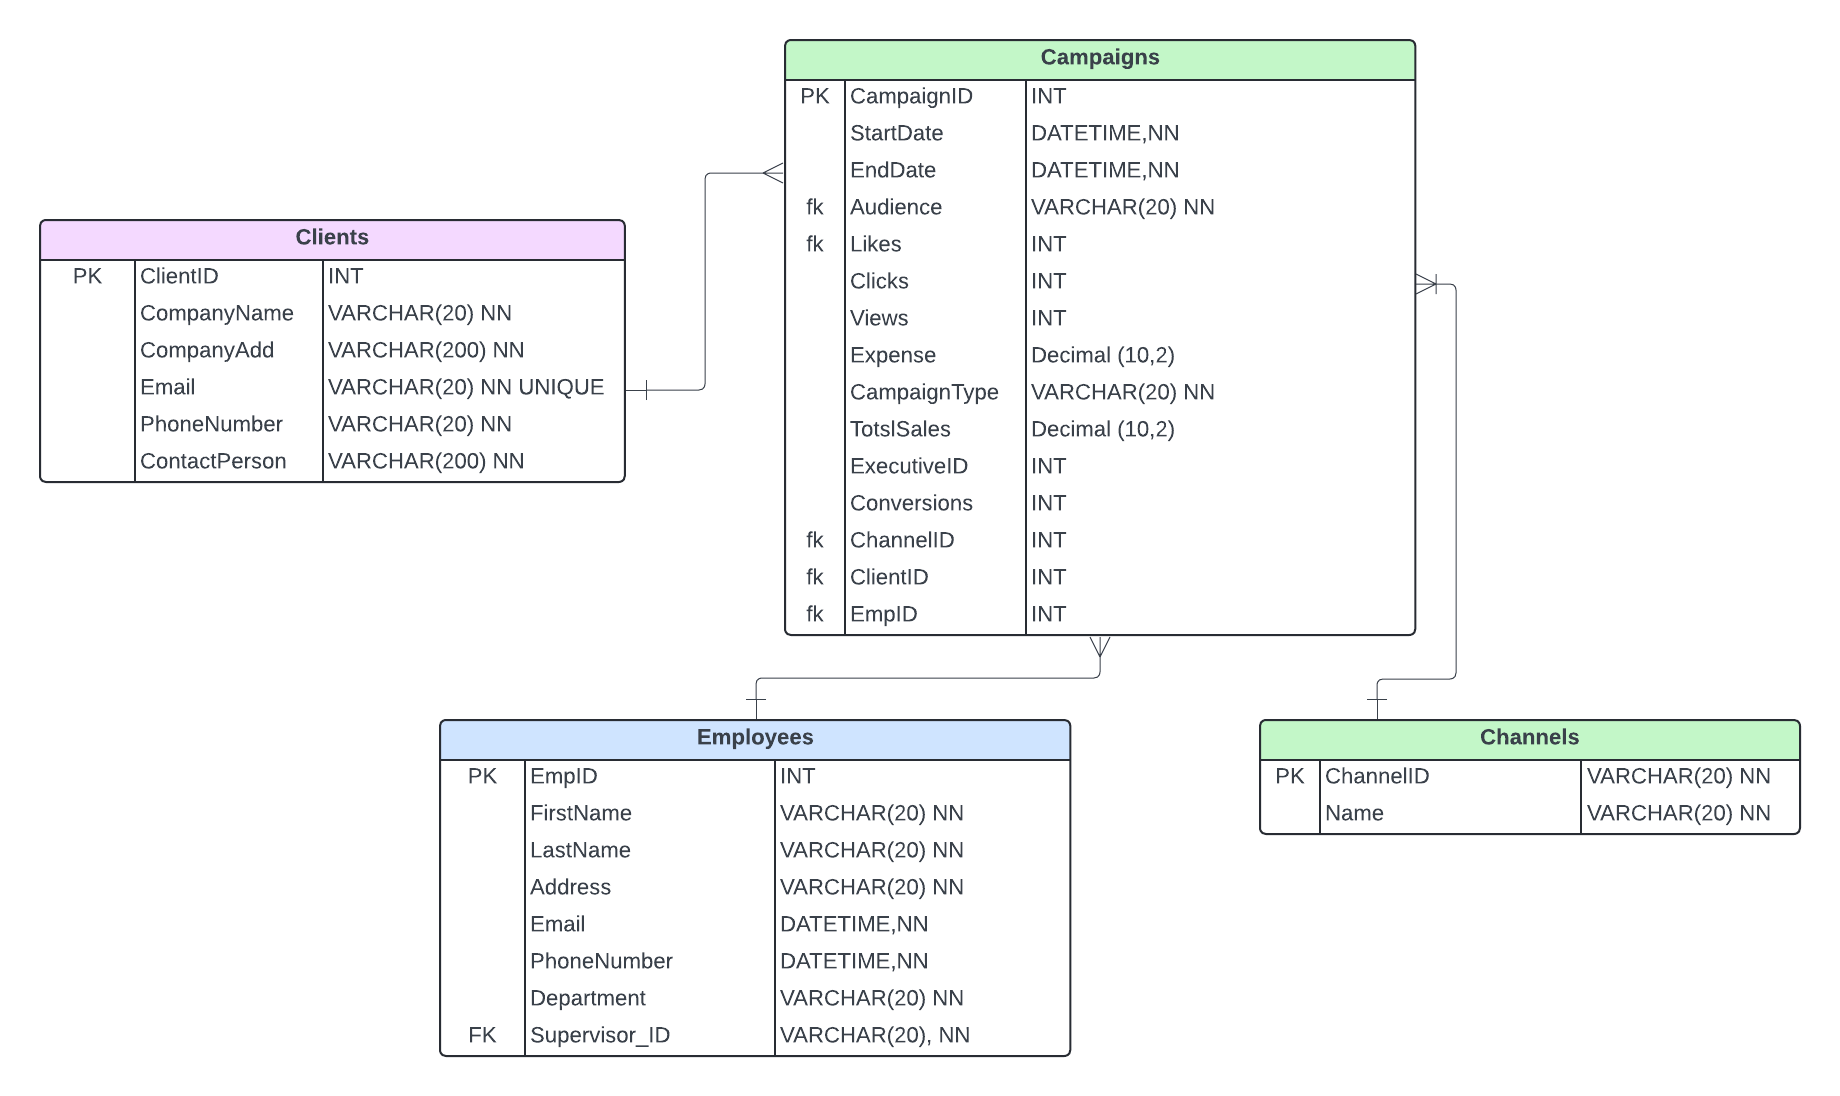 Campaigns
PK CampaignID INT
StartDate DATETIME,NN
EndDate DATETIME,NN
fk Audience VARCHAR(20) NN
fk Likes INT
Clicks INT
Views INT
Expense Decimal (10,2)
CampaignType VARCHAR(20) NN
TotslSales Decimal (10,2)
ExecutiveID INT
Conversions INT
fk ChannelID INT
fk ClientID INT
fk EmpID INT
Clients
PK ClientID INT
CompanyName VARCHAR(20) NN
CompanyAdd VARCHAR(200) NN
Email VARCHAR(20) NN UNIQUE
PhoneNumber VARCHAR(20) NN
ContactPerson VARCHAR(200) NN
Employees
PK EmpID INT
FirstName VARCHAR(20) NN
LastName VARCHAR(20) NN
Address VARCHAR(20) NN
Email DATETIME,NN
PhoneNumber DATETIME,NN
Department VARCHAR(20) NN
FK Supervisor_ID VARCHAR(20), NN
Channels
PK ChannelID VARCHAR(20) NN
Name VARCHAR(20) NN